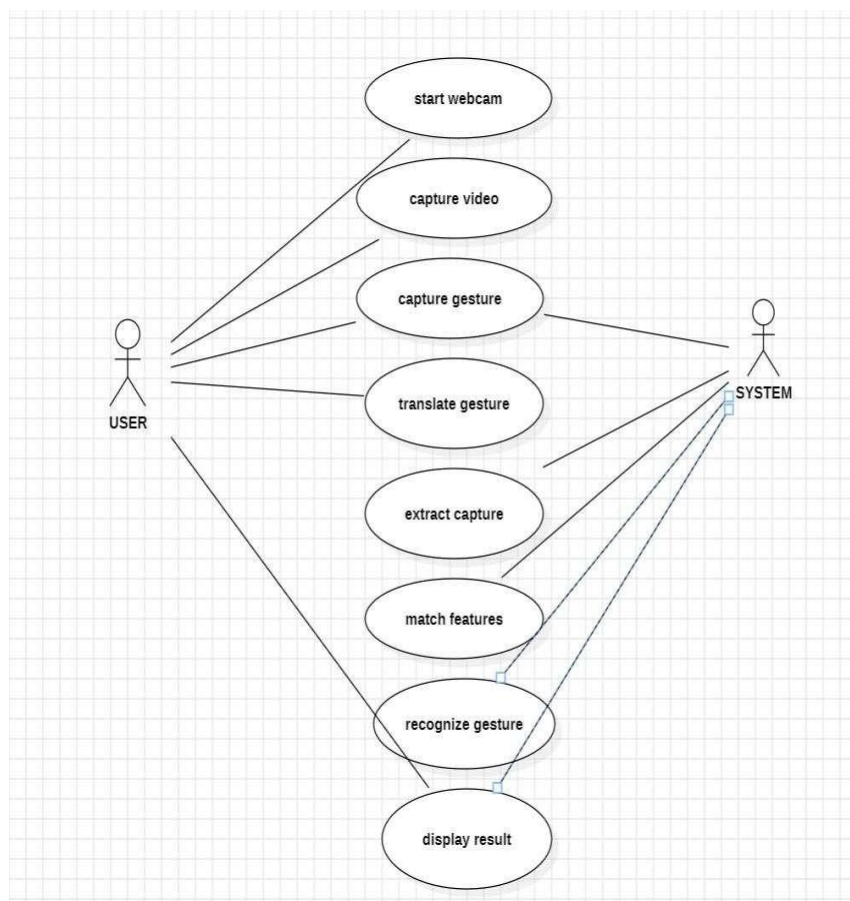 start webcam
capture video
capture gesture
translate gesture
extract capture
match features
recognize gesture
display result
USER
SYSTEM